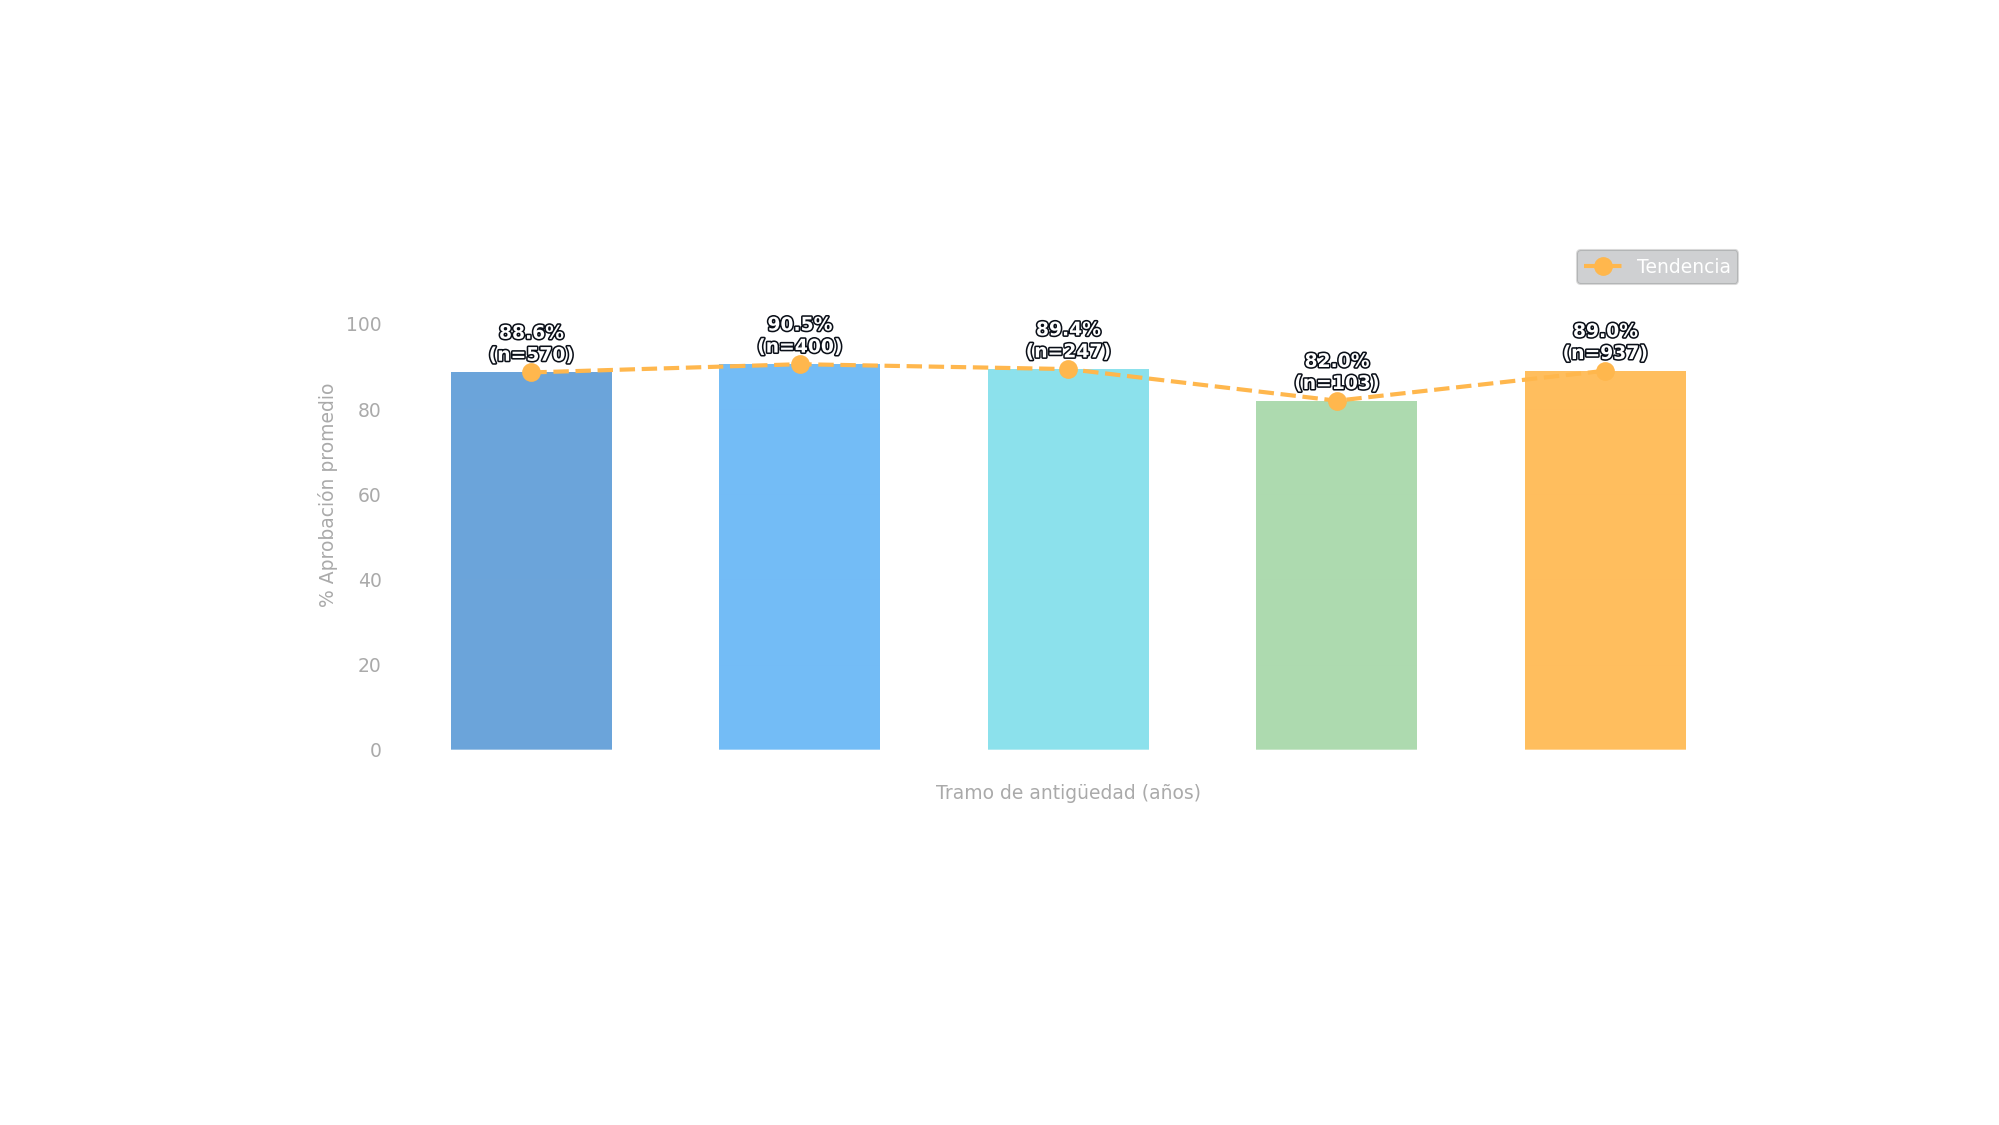 Tendencia
100
80
60
40
20
0
% Aprobación promedio
88.6%
(n=570)
90.5%
(n=400)
89.4%
(n=247)
82.0%
(n=103)
89.0%
(n=937)
Tramo de antigüedad (años)